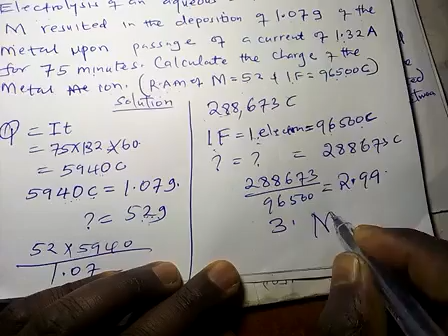 Electrolysis of an aqueous
M resulted in the deposition of 1.07g of the
Metal upon passage of a current of 1.32A
for 75 minutes. Calculate the charge of the
Metal ion. (R.A.M of M = 52, 1F = 96500C)
Solution
Q = It
= 75 x 1.32 x 60
= 5940C
5940C = 1.07g
? = 52g
52 x 5940
1.07
288,673C
1F = 1 electron = 96500C
? = ? = 288673C
288673
96500
= 2.99
3.
M